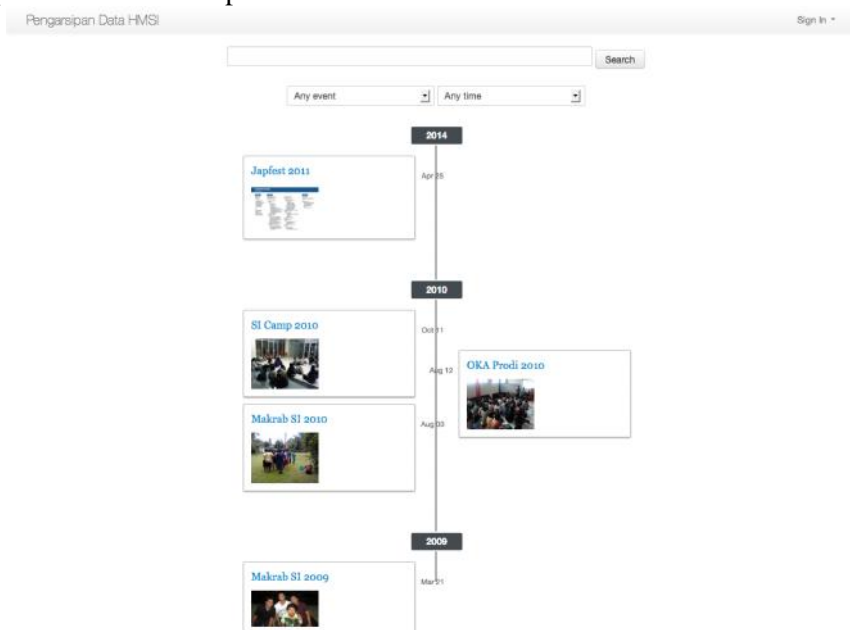 Pengarsipan Data HMSI
Sign In
Search
Any event
Any time
2014
Japfest 2011
Apr 25
2010
SI Camp 2010
Oct 11
OKA Prodi 2010
Aug 13
Makrab SI 2010
Aug 03
2009
Makrab SI 2009
Mar 21